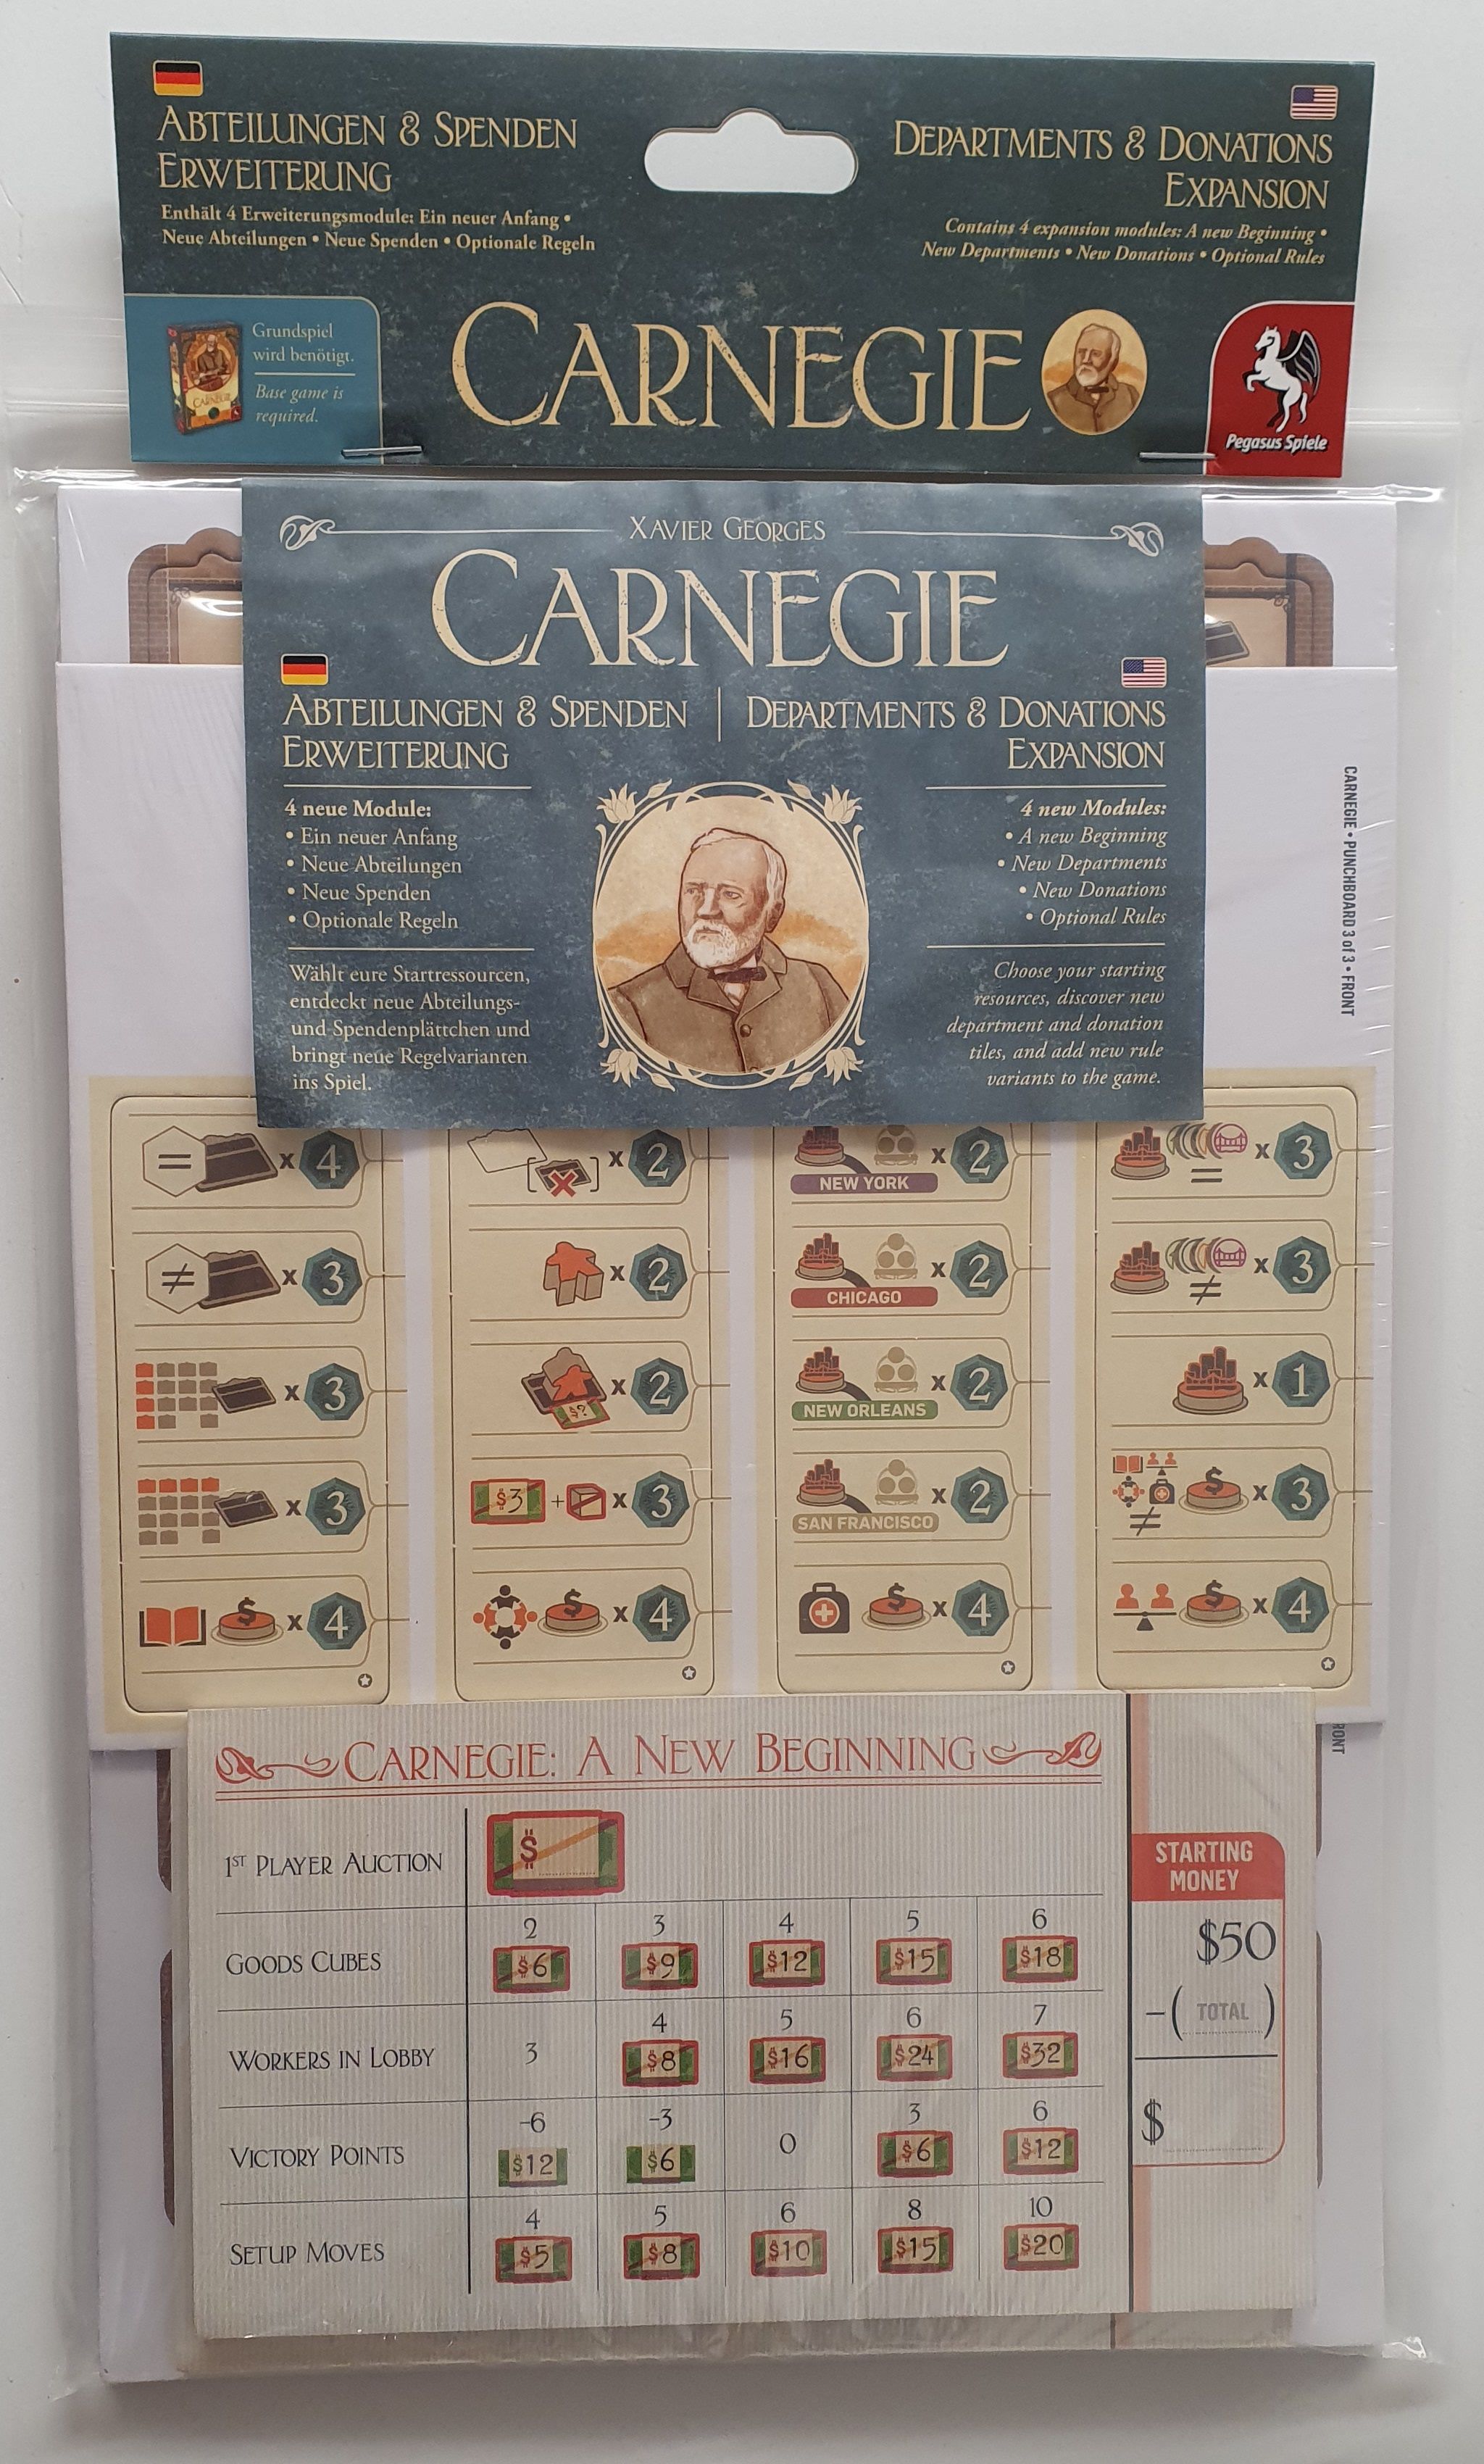 ABTEILUNGEN & SPENDEN
ERWEITERUNG
Enthält 4 Erweiterungsmodule: Ein neuer Anfang •
Neue Abteilungen • Neue Spenden • Optionale Regeln
DEPARTMENTS & DONATIONS
EXPANSION
Contains 4 expansion modules: A new Beginning •
New Departments • New Donations • Optional Rules
Grundspiel
wird benötigt.
Base game is
required.
CARNEGIE
CARNEGIE
Pegasus Spiele
XAVIER GEORGES
CARNEGIE
ABTEILUNGEN & SPENDEN
ERWEITERUNG
DEPARTMENTS & DONATIONS
EXPANSION
4 neue Module:
• Ein neuer Anfang
• Neue Abteilungen
• Neue Spenden
• Optionale Regeln
Wählt eure Startressourcen,
entdeckt neue Abteilungs-
und Spendenplättchen und
bringt neue Regelvarianten
ins Spiel.
4 new Modules:
• A new Beginning
• New Departments
• New Donations
• Optional Rules
Choose your starting
resources, discover new
department and donation
tiles, and add new rule
variants to the game.
CARNEGIE • PUNCHBOARD 3 of 3 • FRONT
= x 4
≠ x 3
x 3
x 3
$ x 4
x 2
x 2
$? x 2
$3 + x 3
$ x 4
x 2
NEW YORK
x 2
CHICAGO
x 2
NEW ORLEANS
x 2
SAN FRANCISCO
$ x 4
= x 3
≠ x 3
x 1
≠ $ x 3
$ x 4
RONT
CARNEGIE: A NEW BEGINNING
1ST PLAYER AUCTION $
GOODS CUBES
2 3 4 5 6
$6 $9 $12 $15 $18
WORKERS IN LOBBY
3 4 5 6 7
$8 $16 $24 $32
VICTORY POINTS
-6 -3 0 3 6
$12 $6 $6 $12
SETUP MOVES
4 5 6 8 10
$5 $8 $10 $15 $20
STARTING
MONEY
$50
-( TOTAL )
$